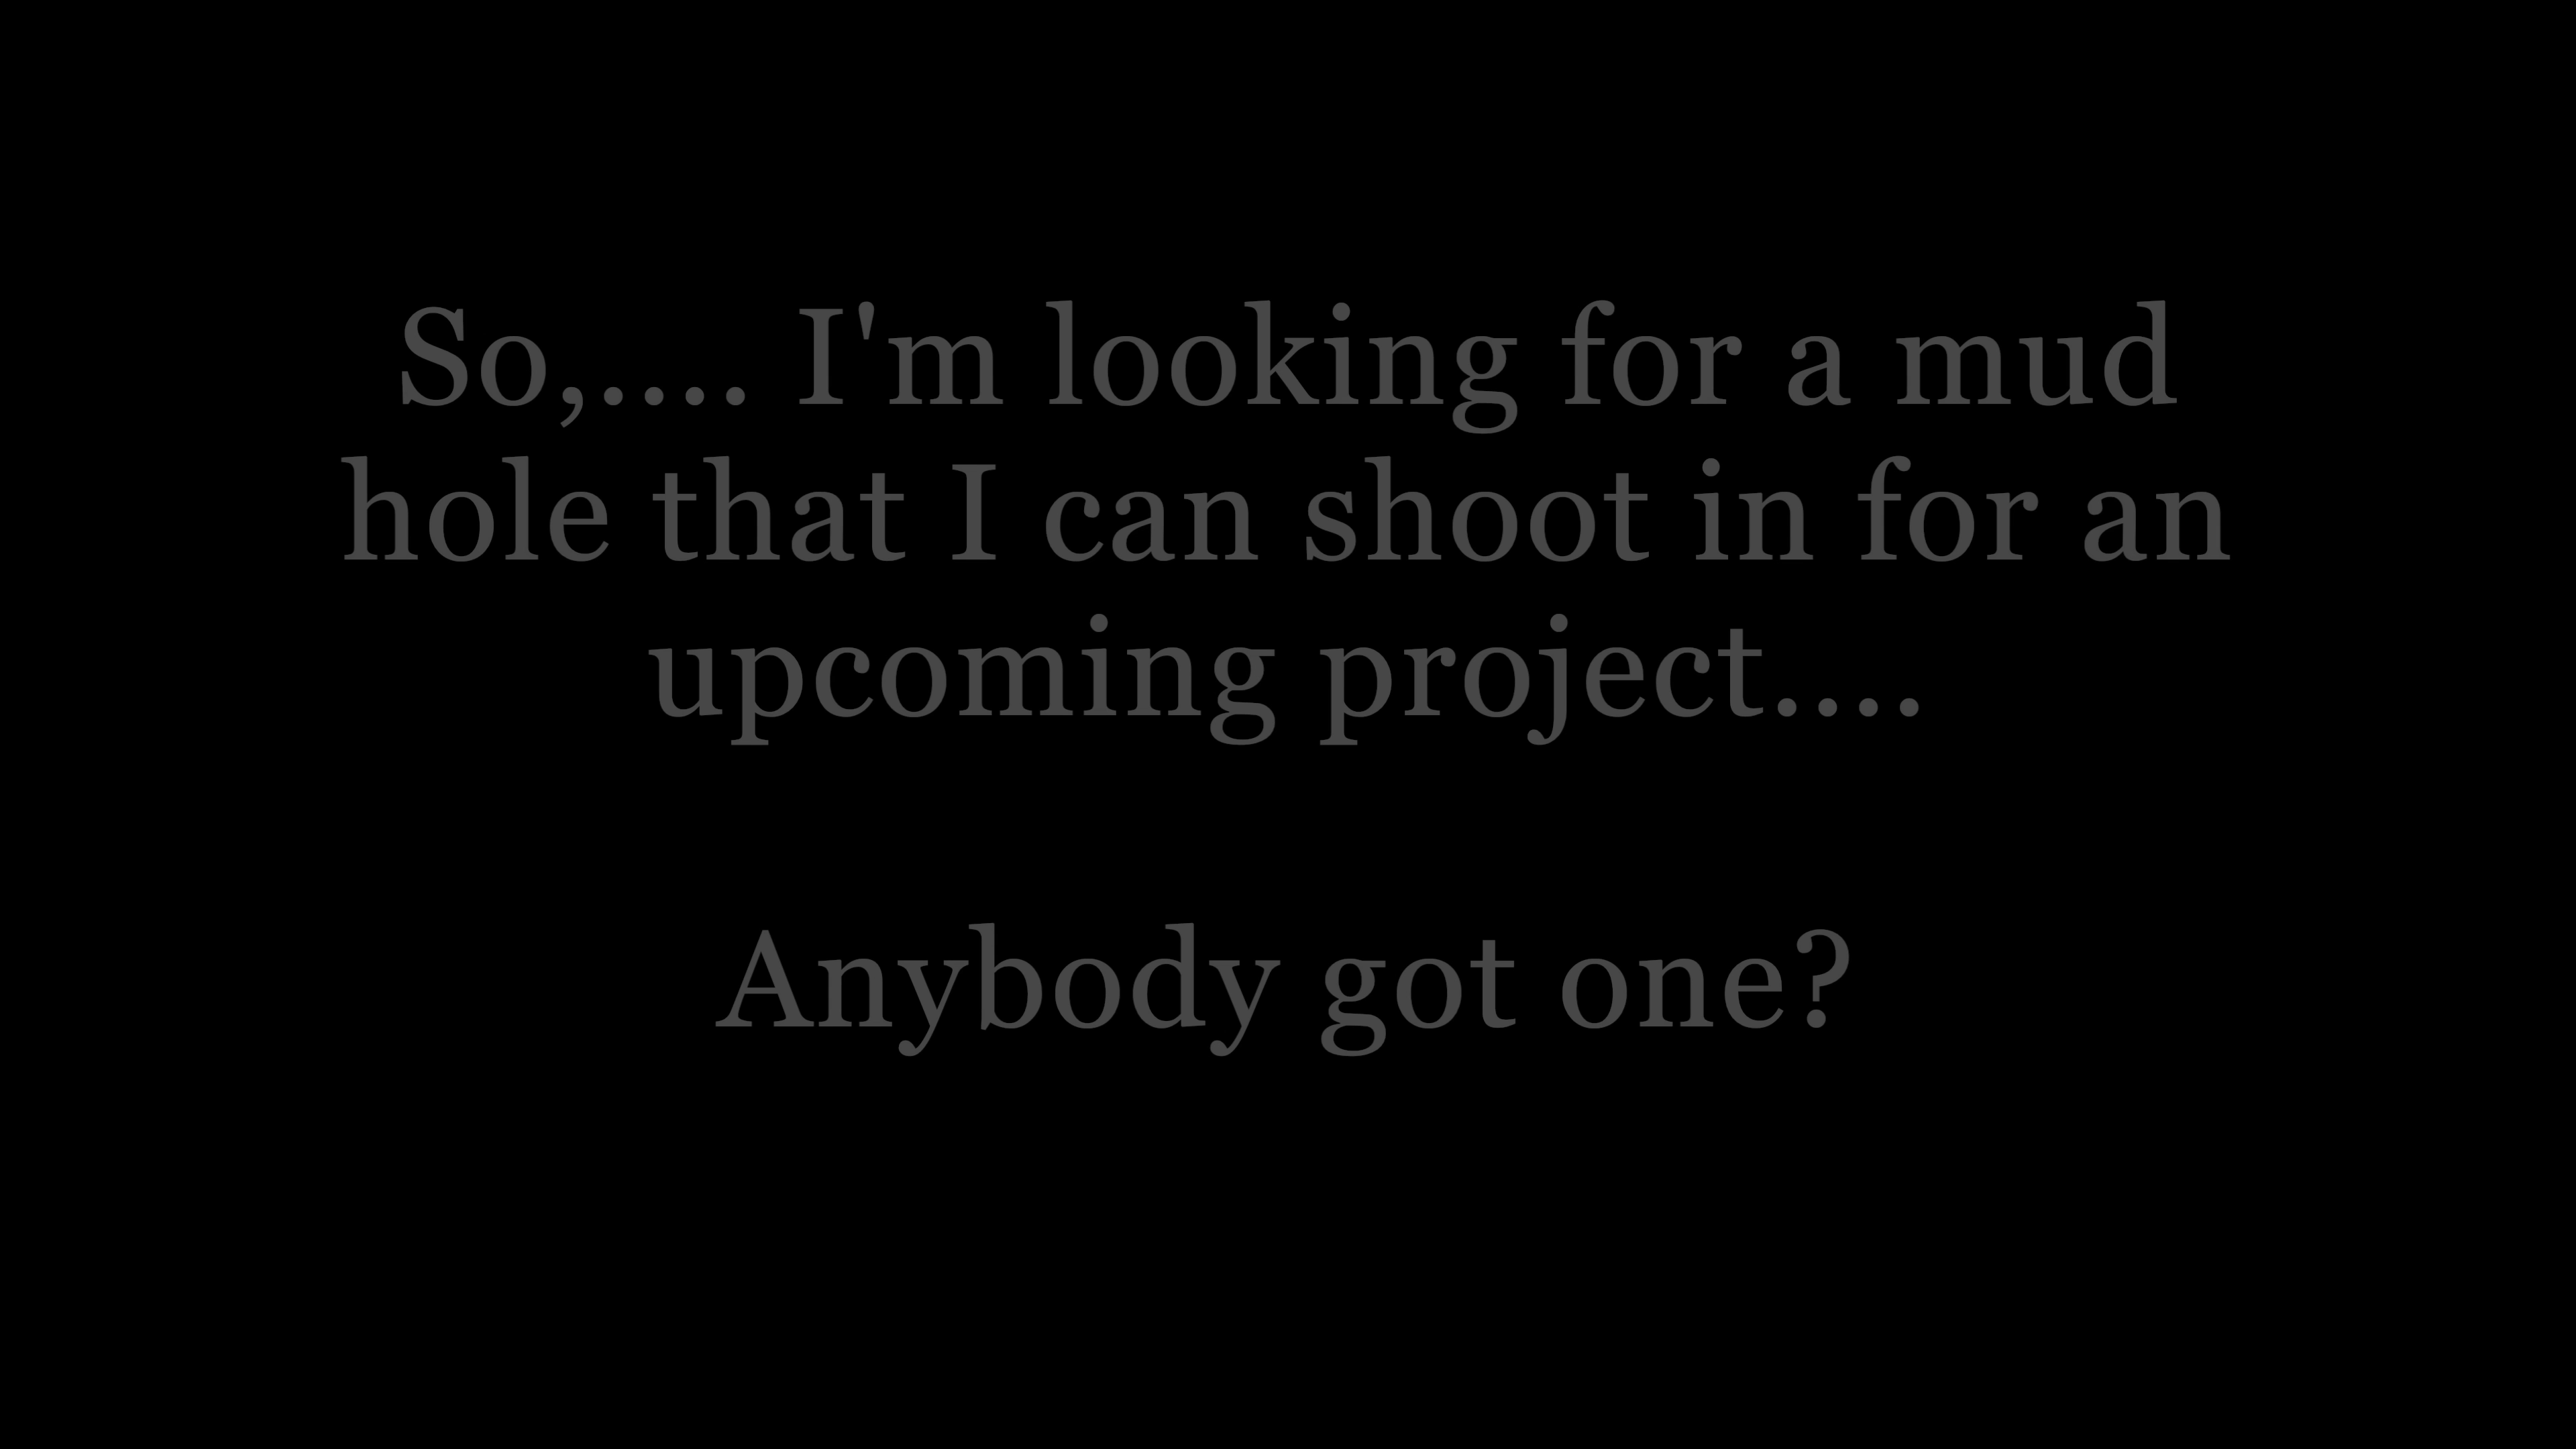 So,.... I'm looking for a mud
hole that I can shoot in for an
upcoming project....
Anybody got one?